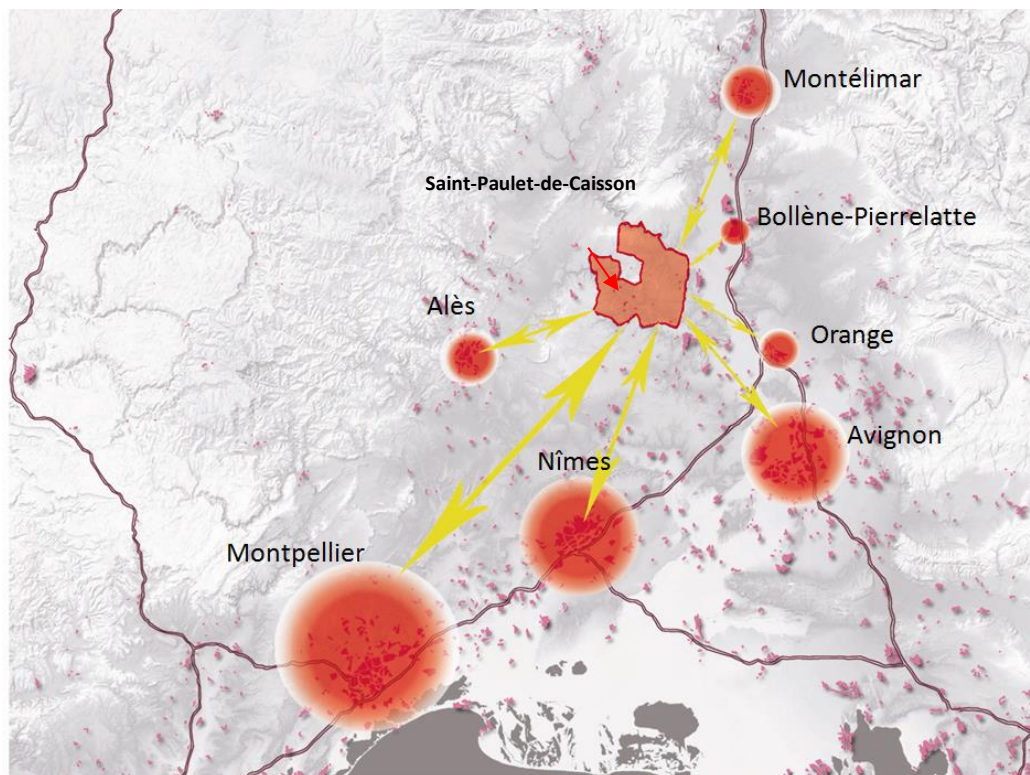 Montélimar
Saint-Paulet-de-Caisson
Bollène-Pierrelatte
Alès
Orange
Avignon
Nîmes
Montpellier